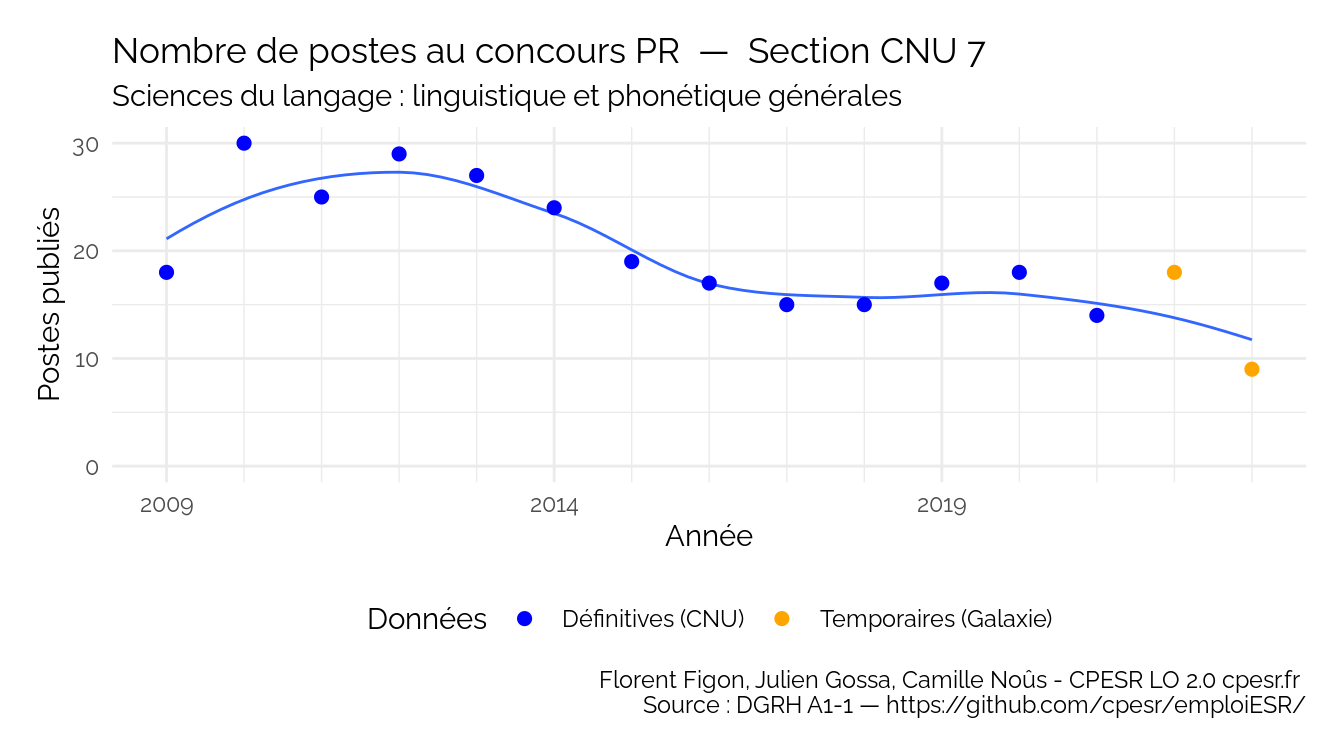 Nombre de postes au concours PR — Section CNU 7
Sciences du langage : linguistique et phonétique générales
30
20
10
0
Postes publiés
2009 2014 2019
Année
Données Définitives (CNU) Temporaires (Galaxie)
Florent Figon, Julien Gossa, Camille Noûs - CPESR LO 2.0 cpesr.fr
Source : DGRH A1-1 — https://github.com/cpesr/emploiESR/